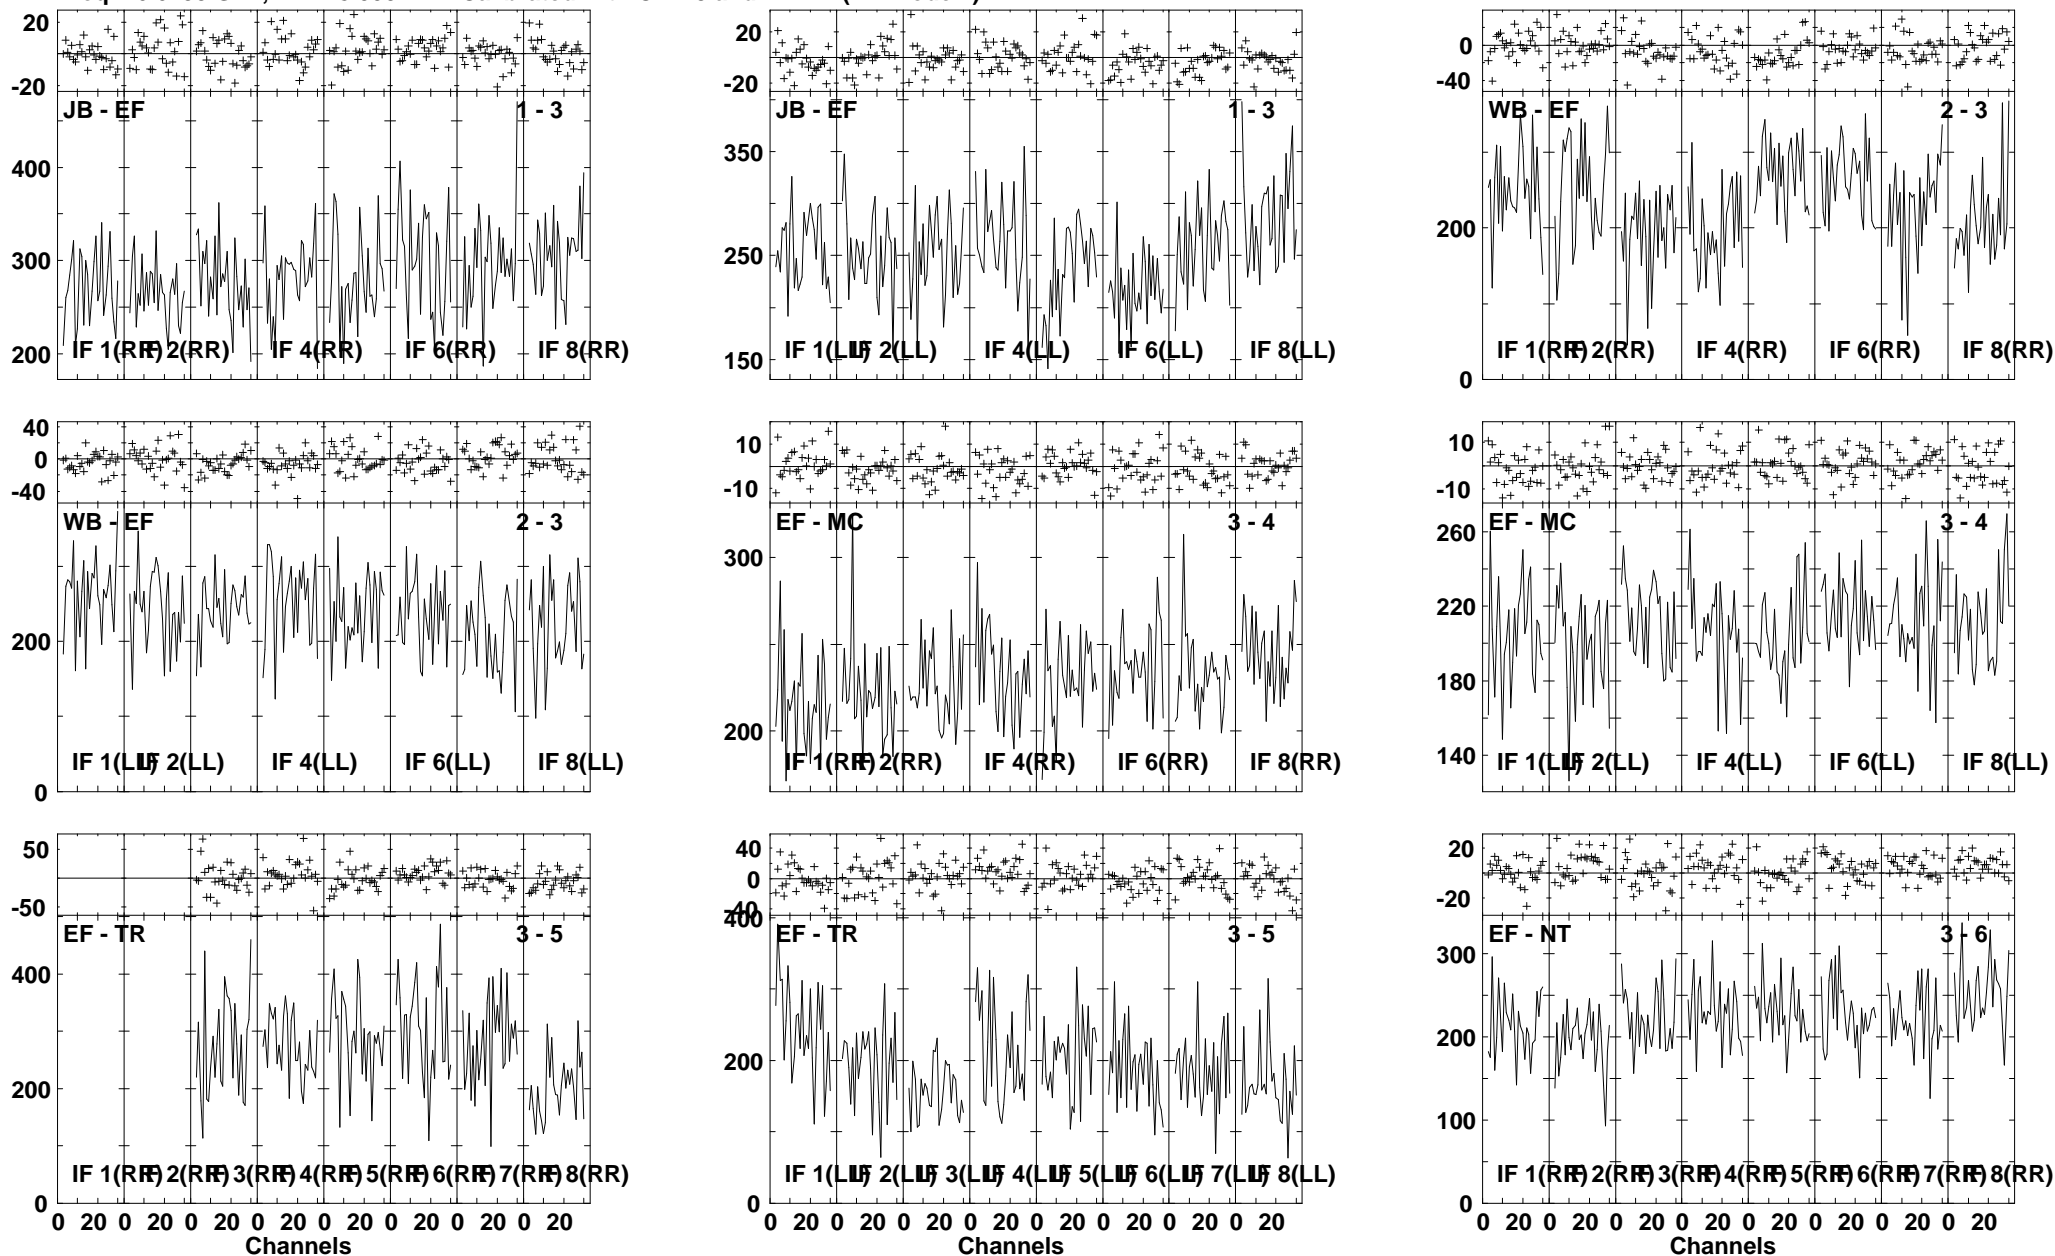 20
0
-20
JB - EF
1 - 3
400
300
200
IF 1(RR)
IF 2(RR)
IF 4(RR)
IF 6(RR)
IF 8(RR)
20
0
-20
JB - EF
1 - 3
350
250
150
IF 1(LL)
IF 2(LL)
IF 4(LL)
IF 6(LL)
IF 8(LL)
0
-40
WB - EF
2 - 3
200
0
IF 1(RR)
IF 2(RR)
IF 4(RR)
IF 6(RR)
IF 8(RR)
40
0
-40
WB - EF
2 - 3
200
0
IF 1(LL)
IF 2(LL)
IF 4(LL)
IF 6(LL)
IF 8(LL)
10
-10
EF - MC
3 - 4
300
200
IF 1(RR)
IF 2(RR)
IF 4(RR)
IF 6(RR)
IF 8(RR)
10
-10
EF - MC
3 - 4
260
220
180
140
IF 1(LL)
IF 2(LL)
IF 4(LL)
IF 6(LL)
IF 8(LL)
50
0
-50
EF - TR
3 - 5
400
200
0
IF 1(RR)
IF 2(RR)
IF 3(RR)
IF 4(RR)
IF 5(RR)
IF 6(RR)
IF 7(RR)
IF 8(RR)
0 20 0 20 0 20 0 20 0 20 0 20 0 20 0 20
Channels
40
0
-40
EF - TR
3 - 5
400
200
0
IF 1(LL)
IF 2(LL)
IF 3(LL)
IF 4(LL)
IF 5(LL)
IF 6(LL)
IF 7(LL)
IF 8(LL)
0 20 0 20 0 20 0 20 0 20 0 20 0 20 0 20
Channels
20
-20
EF - NT
3 - 6
300
200
100
0
IF 1(RR)
IF 2(RR)
IF 3(RR)
IF 4(RR)
IF 5(RR)
IF 6(RR)
IF 7(RR)
IF 8(RR)
0 20 0 20 0 20 0 20 0 20 0 20 0 20 0 20
Channels